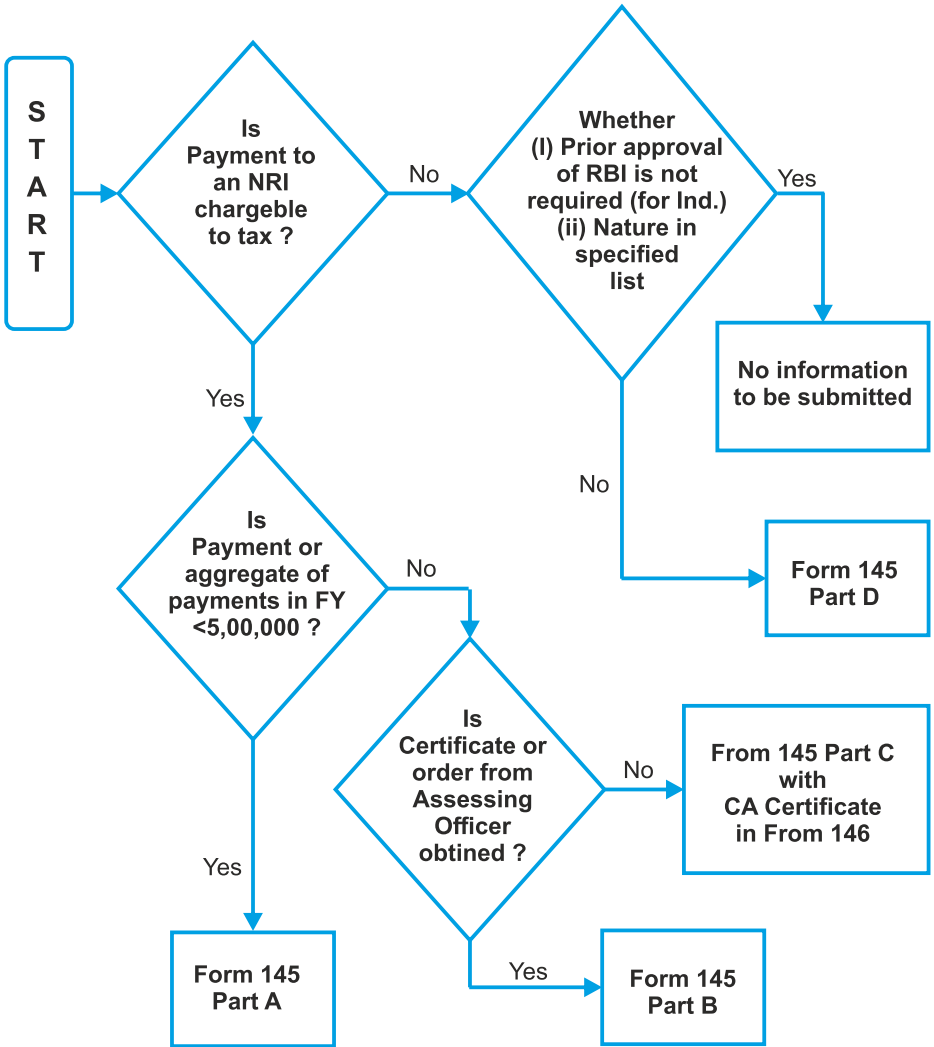 S
T
A
R
T
Is
Payment to
an NRI
chargeble
to tax ?
No
Whether
(I) Prior approval
of RBI is not
required (for Ind.)
(ii) Nature in
specified
list
Yes
No information
to be submitted
No
Form 145
Part D
Yes
Is
Payment or
aggregate of
payments in FY
<5,00,000 ?
No
Is
Certificate or
order from
Assessing
Officer
obtined ?
No
From 145 Part C
with
CA Certificate
in From 146
Yes
Form 145
Part A
Yes
Form 145
Part B